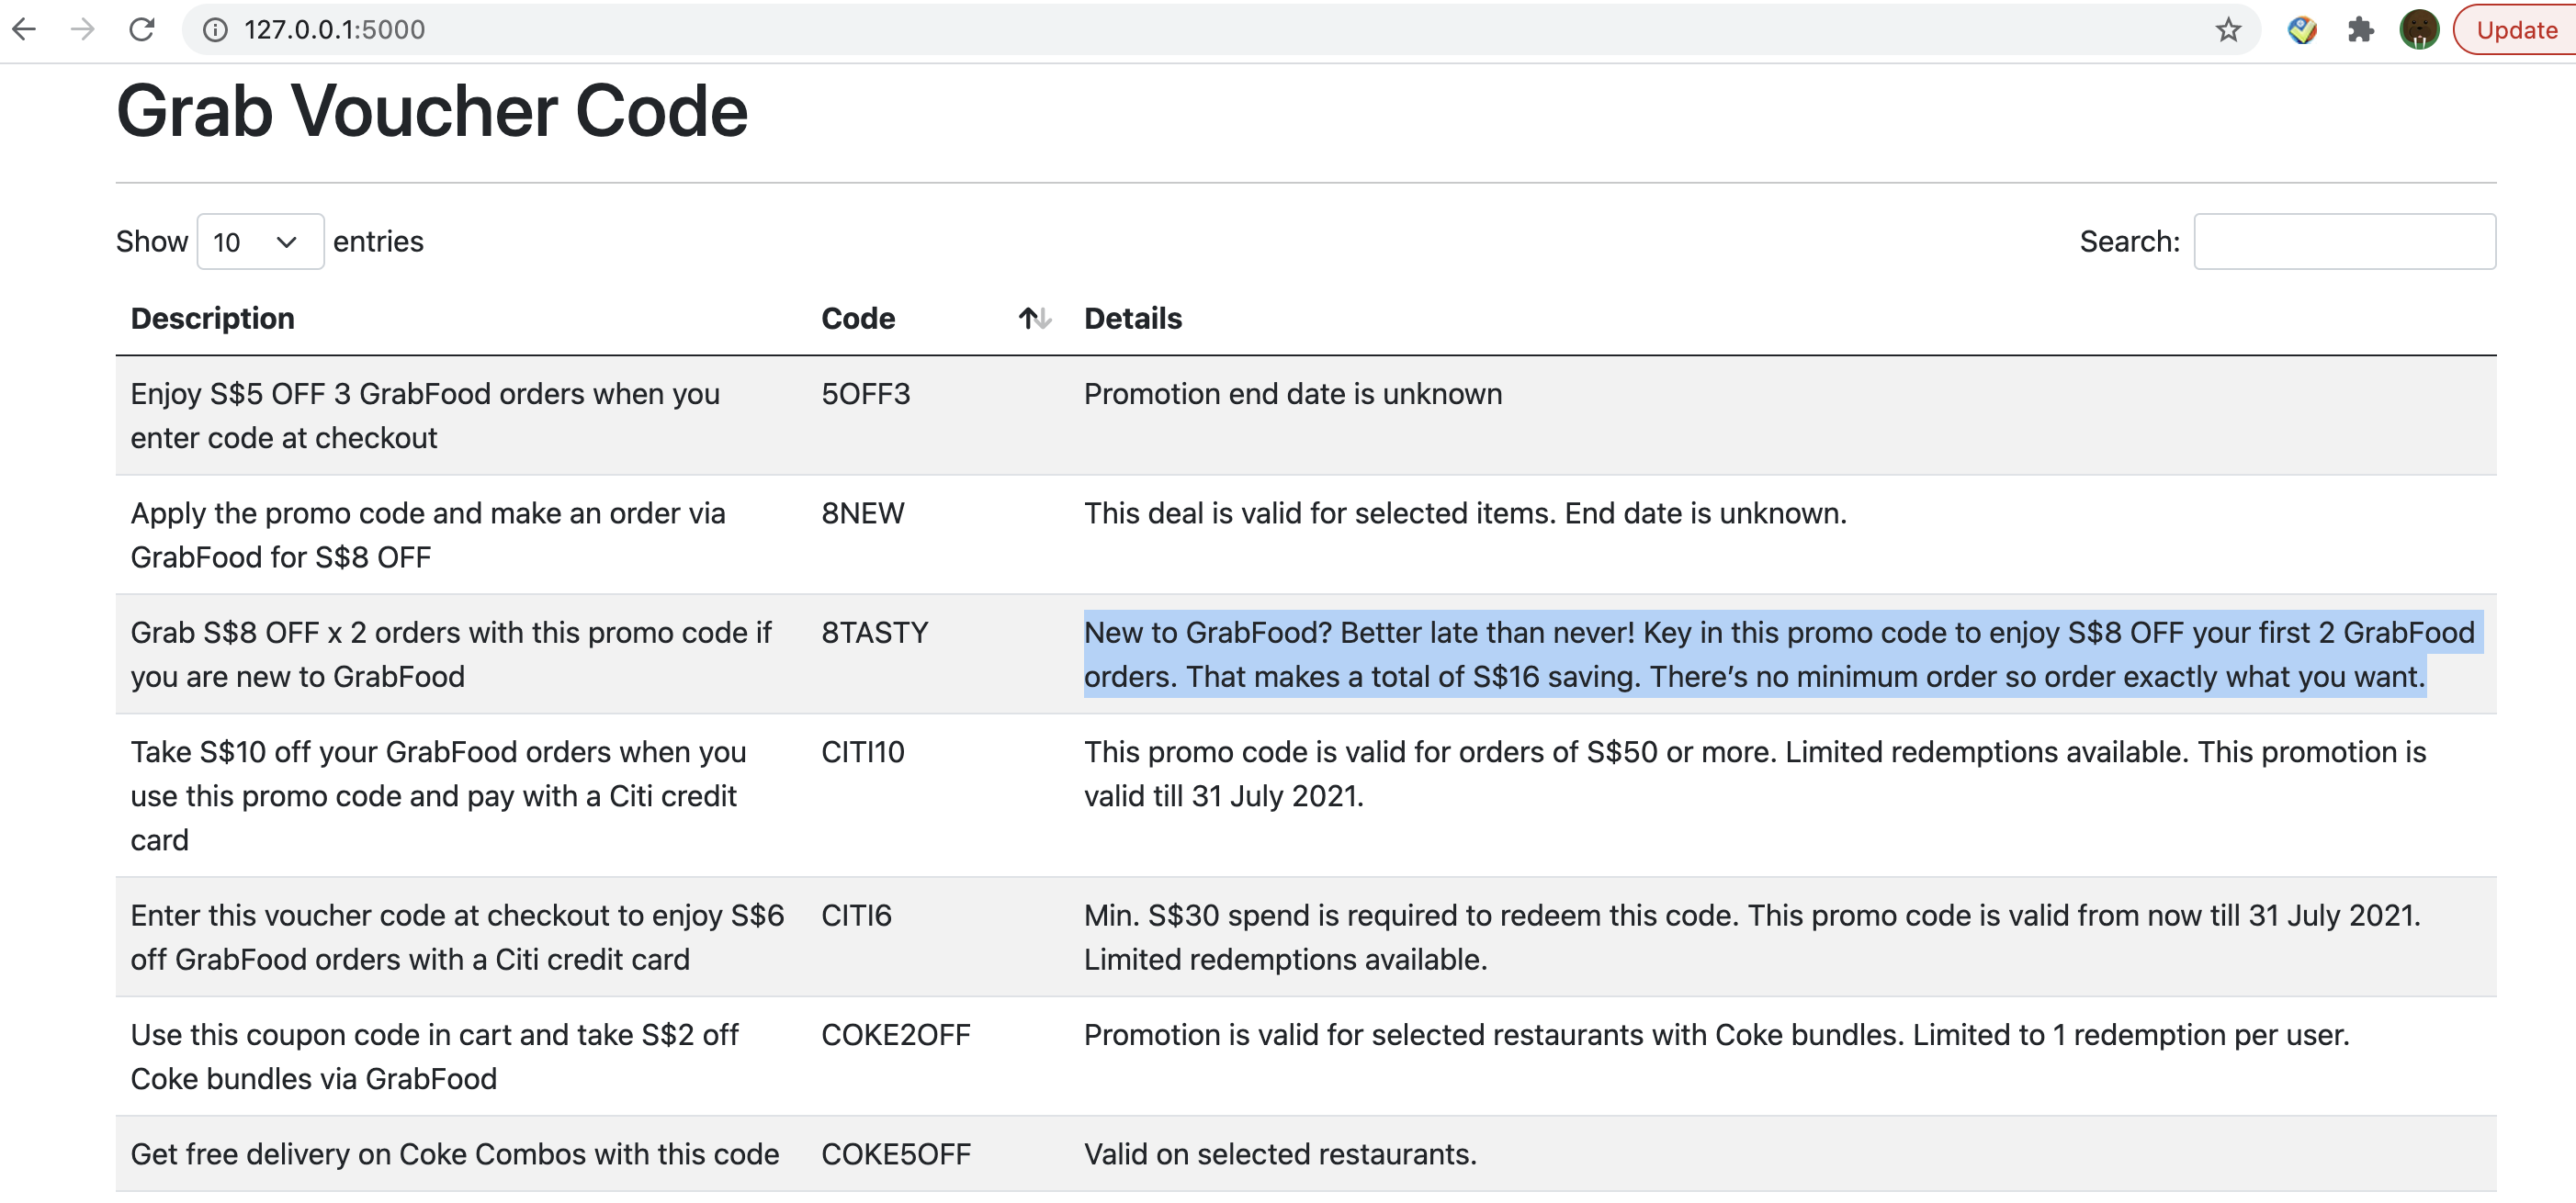 127.0.0.1:5000
Update
Grab Voucher Code
Show 10 entries
Search:
Description Code Details
Enjoy S$5 OFF 3 GrabFood orders when you 5OFF3 Promotion end date is unknown
enter code at checkout
Apply the promo code and make an order via 8NEW This deal is valid for selected items. End date is unknown.
GrabFood for S$8 OFF
Grab S$8 OFF x 2 orders with this promo code if 8TASTY New to GrabFood? Better late than never! Key in this promo code to enjoy S$8 OFF your first 2 GrabFood
you are new to GrabFood orders. That makes a total of S$16 saving. There’s no minimum order so order exactly what you want.
Take S$10 off your GrabFood orders when you CITI10 This promo code is valid for orders of S$50 or more. Limited redemptions available. This promotion is
use this promo code and pay with a Citi credit valid till 31 July 2021.
card
Enter this voucher code at checkout to enjoy S$6 CITI6 Min. S$30 spend is required to redeem this code. This promo code is valid from now till 31 July 2021.
off GrabFood orders with a Citi credit card Limited redemptions available.
Use this coupon code in cart and take S$2 off COKE2OFF Promotion is valid for selected restaurants with Coke bundles. Limited to 1 redemption per user.
Coke bundles via GrabFood
Get free delivery on Coke Combos with this code COKE5OFF Valid on selected restaurants.